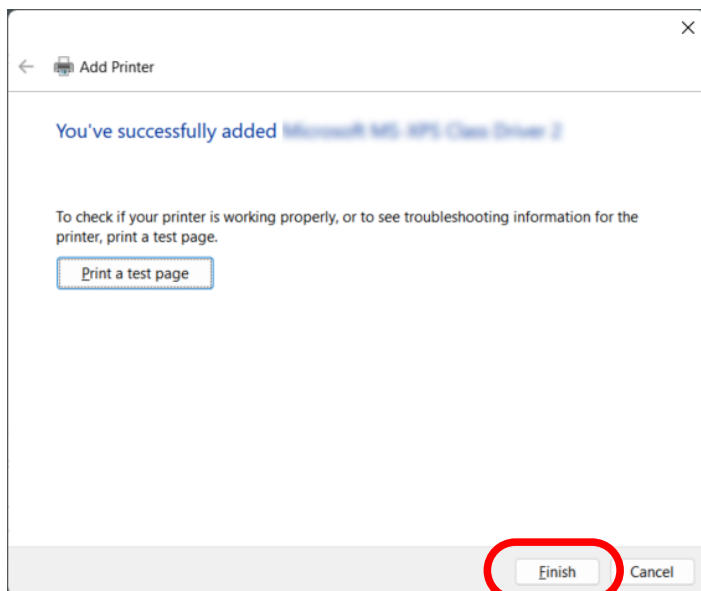 Add Printer
You've successfully added
To check if your printer is working properly, or to see troubleshooting information for the
printer, print a test page.
Print a test page
Finish
Cancel